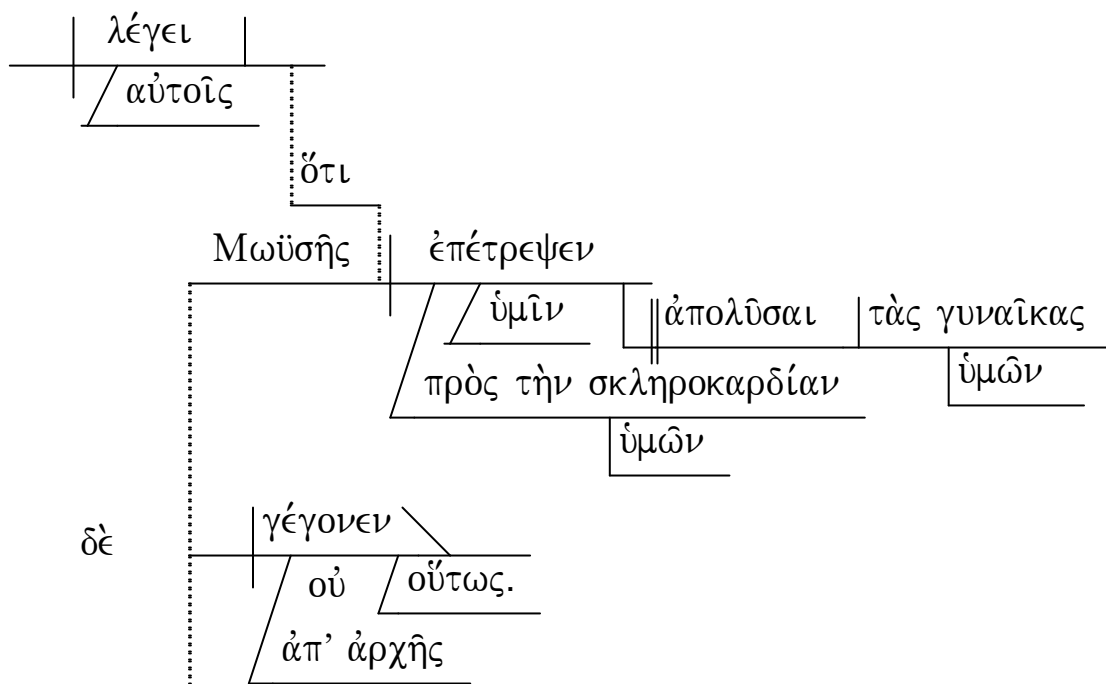 λέγει
αὐτοῖς
ὅτι
Μωϋσῆς ἐπέτρεψεν
ὑμῖν ἀπολῦσαι τὰς γυναῖκας
πρὸς τὴν σκληροκαρδίαν ὑμῶν
ὑμῶν
γέγονεν
δὲ
οὐ οὕτως.
ἀπ’ ἀρχῆς